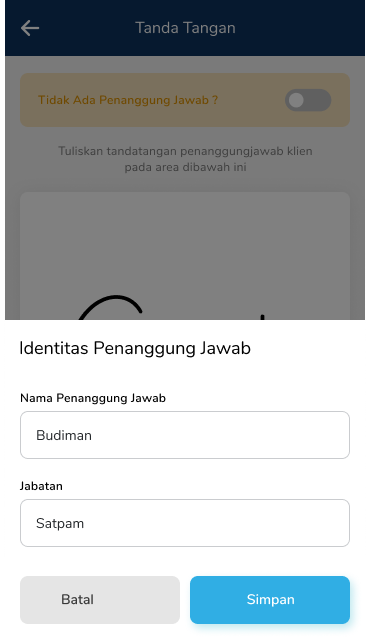 Tanda Tangan
Tidak Ada Penanggung Jawab ?
Tuliskan tandatangan penanggungjawab klien
pada area dibawah ini
Identitas Penanggung Jawab
Nama Penanggung Jawab
Budiman
Jabatan
Satpam
Batal
Simpan